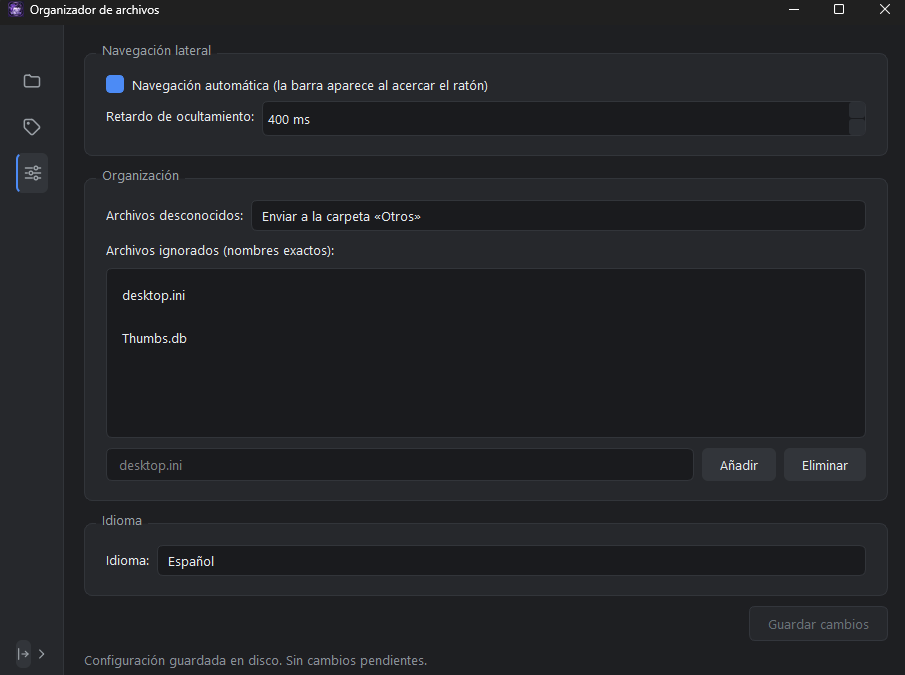 Organizador de archivos
Navegación lateral
Navegación automática (la barra aparece al acercar el ratón)
Retardo de ocultamiento: 400 ms
Organización
Archivos desconocidos: Enviar a la carpeta «Otros»
Archivos ignorados (nombres exactos):
desktop.ini
Thumbs.db
desktop.ini Añadir Eliminar
Idioma
Idioma: Español
Guardar cambios
Configuración guardada en disco. Sin cambios pendientes.